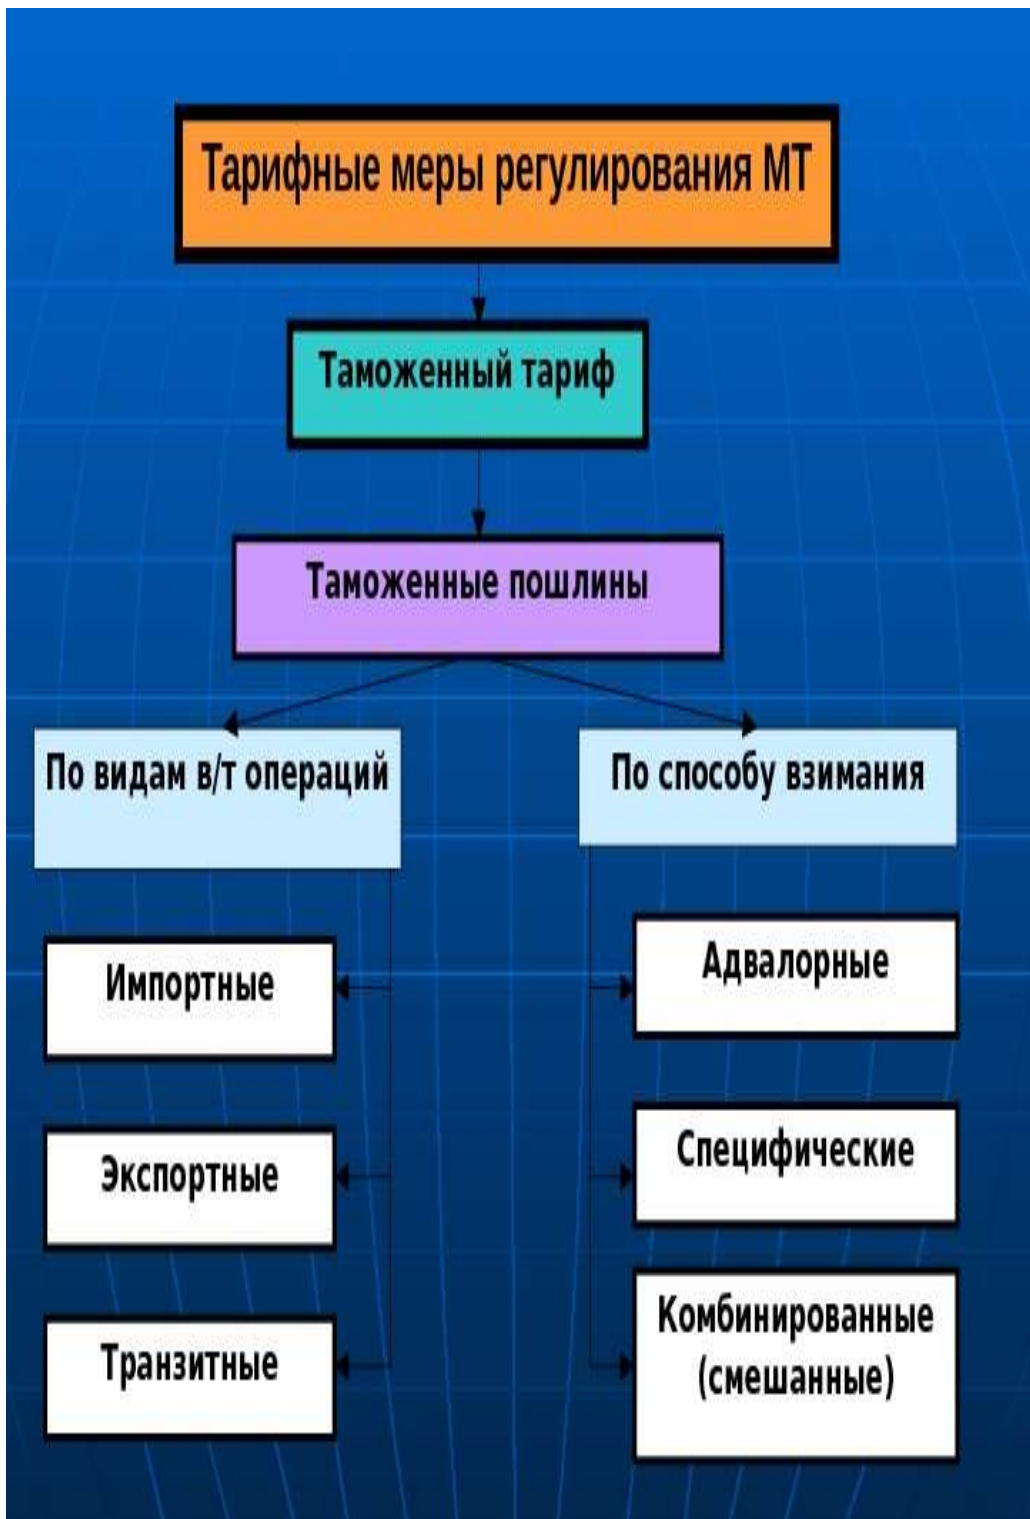 Тарифные меры регулирования МТ
Таможенный тариф
Таможенные пошлины
По видам в/т операций
По способу взимания
Импортные
Экспортные
Транзитные
Адвалорные
Специфические
Комбинированные
(смешанные)